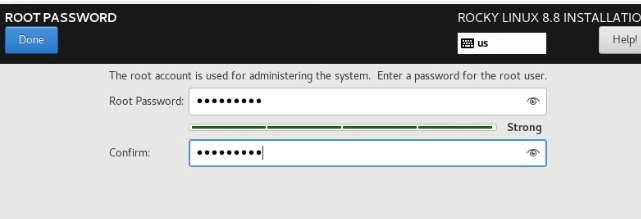 ROOT PASSWORD
ROCKY LINUX 8.8 INSTALLATIO
Done
us
Help!
The root account is used for administering the system. Enter a password for the root user.
Root Password: •••••••••
Strong
Confirm: •••••••••